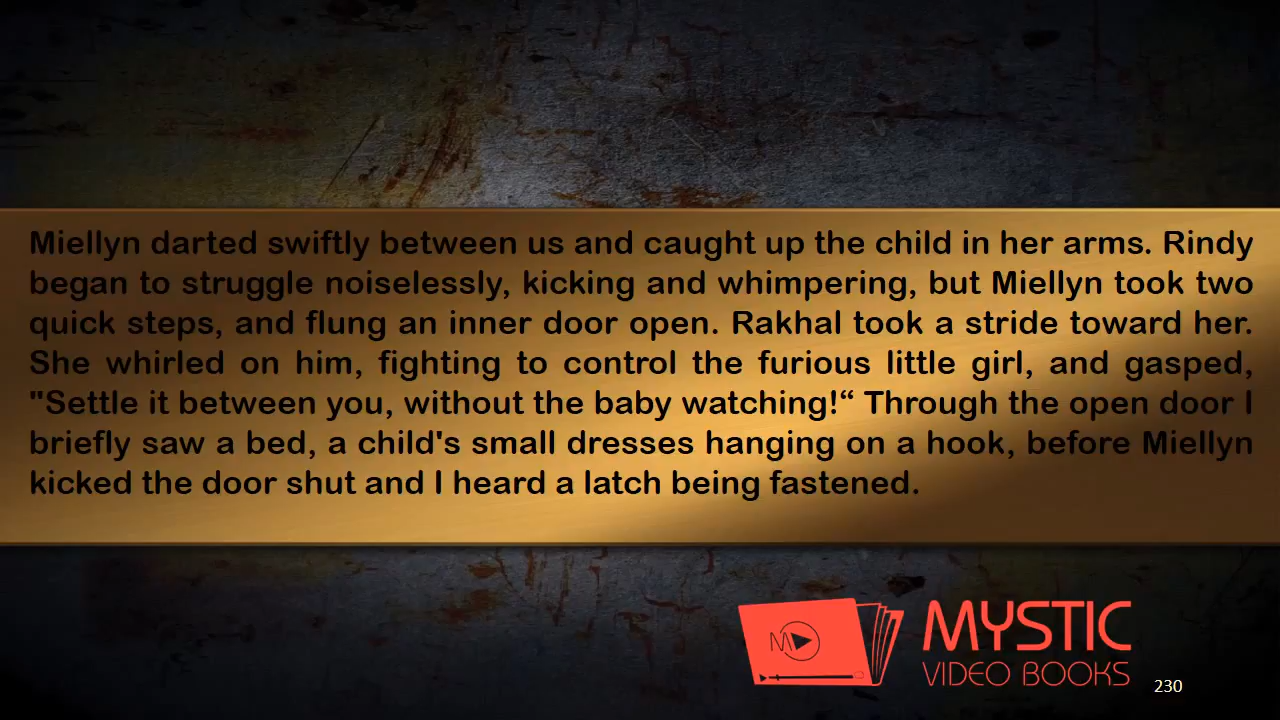 Miellyn darted swiftly between us and caught up the child in her arms. Rindy
began to struggle noiselessly, kicking and whimpering, but Miellyn took two
quick steps, and flung an inner door open. Rakhal took a stride toward her.
She whirled on him, fighting to control the furious little girl, and gasped,
"Settle it between you, without the baby watching!“ Through the open door I
briefly saw a bed, a child's small dresses hanging on a hook, before Miellyn
kicked the door shut and I heard a latch being fastened.
MYSTIC
VIDEO BOOKS
230